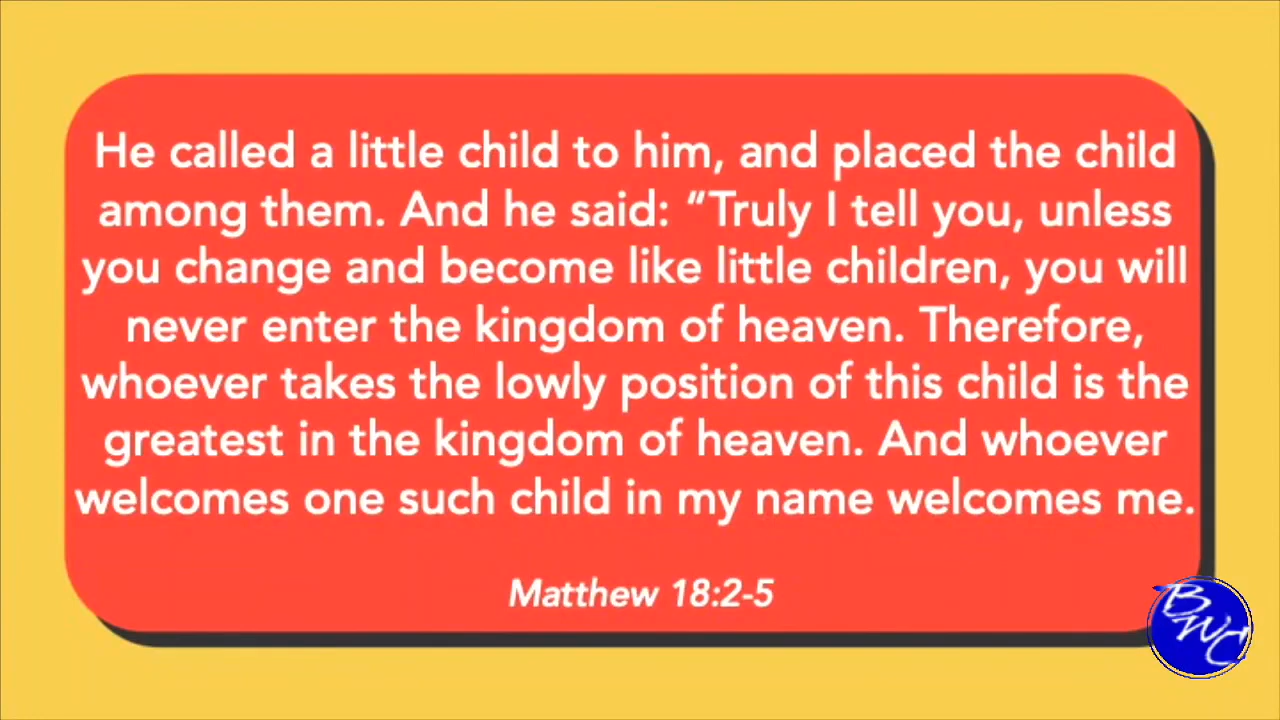 He called a little child to him, and placed the child
among them. And he said: "Truly I tell you, unless
you change and become like little children, you will
never enter the kingdom of heaven. Therefore,
whoever takes the lowly position of this child is the
greatest in the kingdom of heaven. And whoever
welcomes one such child in my name welcomes me.
Matthew 18:2-5
BWC